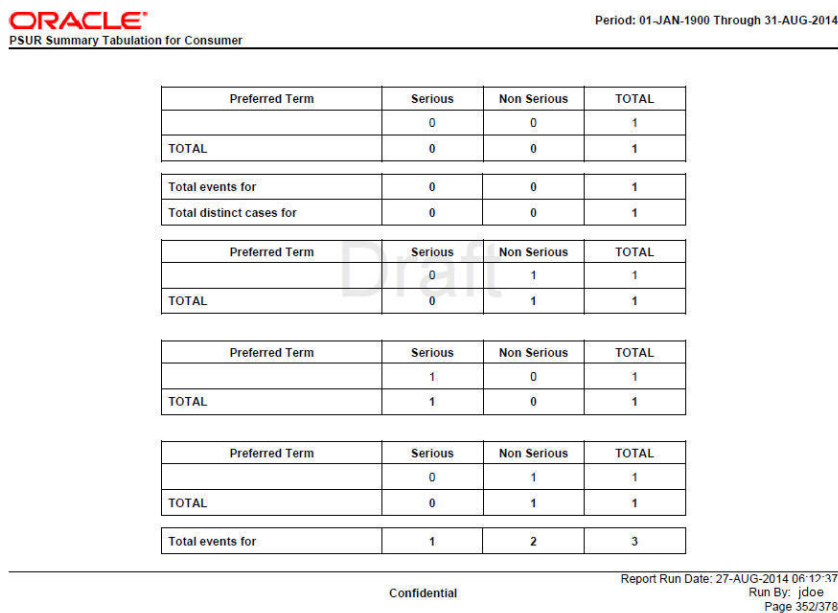 ORACLE
Period: 01-JAN-1900 Through 31-AUG-2014
PSUR Summary Tabulation for Consumer
Preferred Term Serious Non Serious TOTAL
0 0 1
TOTAL 0 0 1
Total events for 0 0 1
Total distinct cases for 0 0 1
Draft
Preferred Term Serious Non Serious TOTAL
0 1 1
TOTAL 0 1 1
Preferred Term Serious Non Serious TOTAL
1 0 1
TOTAL 1 0 1
Preferred Term Serious Non Serious TOTAL
0 1 1
TOTAL 0 1 1
Total events for 1 2 3
Report Run Date: 27-AUG-2014 06:12:37
Confidential Run By: jdoe
Page 352/378